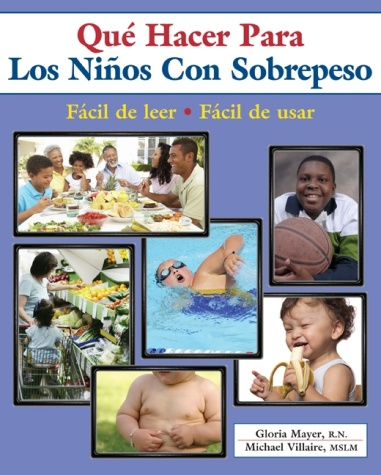 Qué Hacer Para
Los Niños Con Sobrepeso
Fácil de leer • Fácil de usar
Gloria Mayer, R.N.
Michael Villaire, MSLM